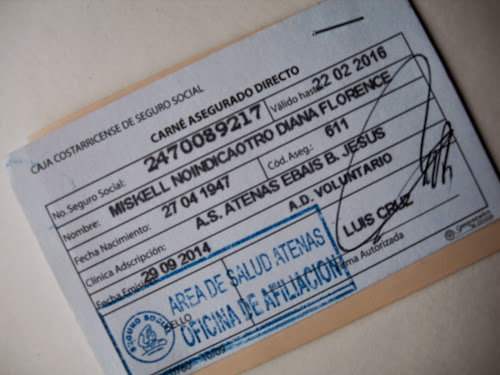 CAJA COSTARRICENSE DE SEGURO SOCIAL
CARNÉ ASEGURADO DIRECTO
No. Seguro Social: 2470089217 Válido hasta: 22 02 2016
Nombre: MISKELL NOINDICAOTRO DIANA FLORENCE
Fecha Nacimiento: 27 04 1947 Cód. Aseg.: 611
Clínica Adscripción: A.S. ATENAS EBAIS B. JESUS
Fecha Emisión: 29 09 2014 A.D. VOLUNTARIO
LUIS CRUZ
Firma Autorizada
SELLO
AREA DE SALUD ATENAS
OFICINA DE AFILIACION